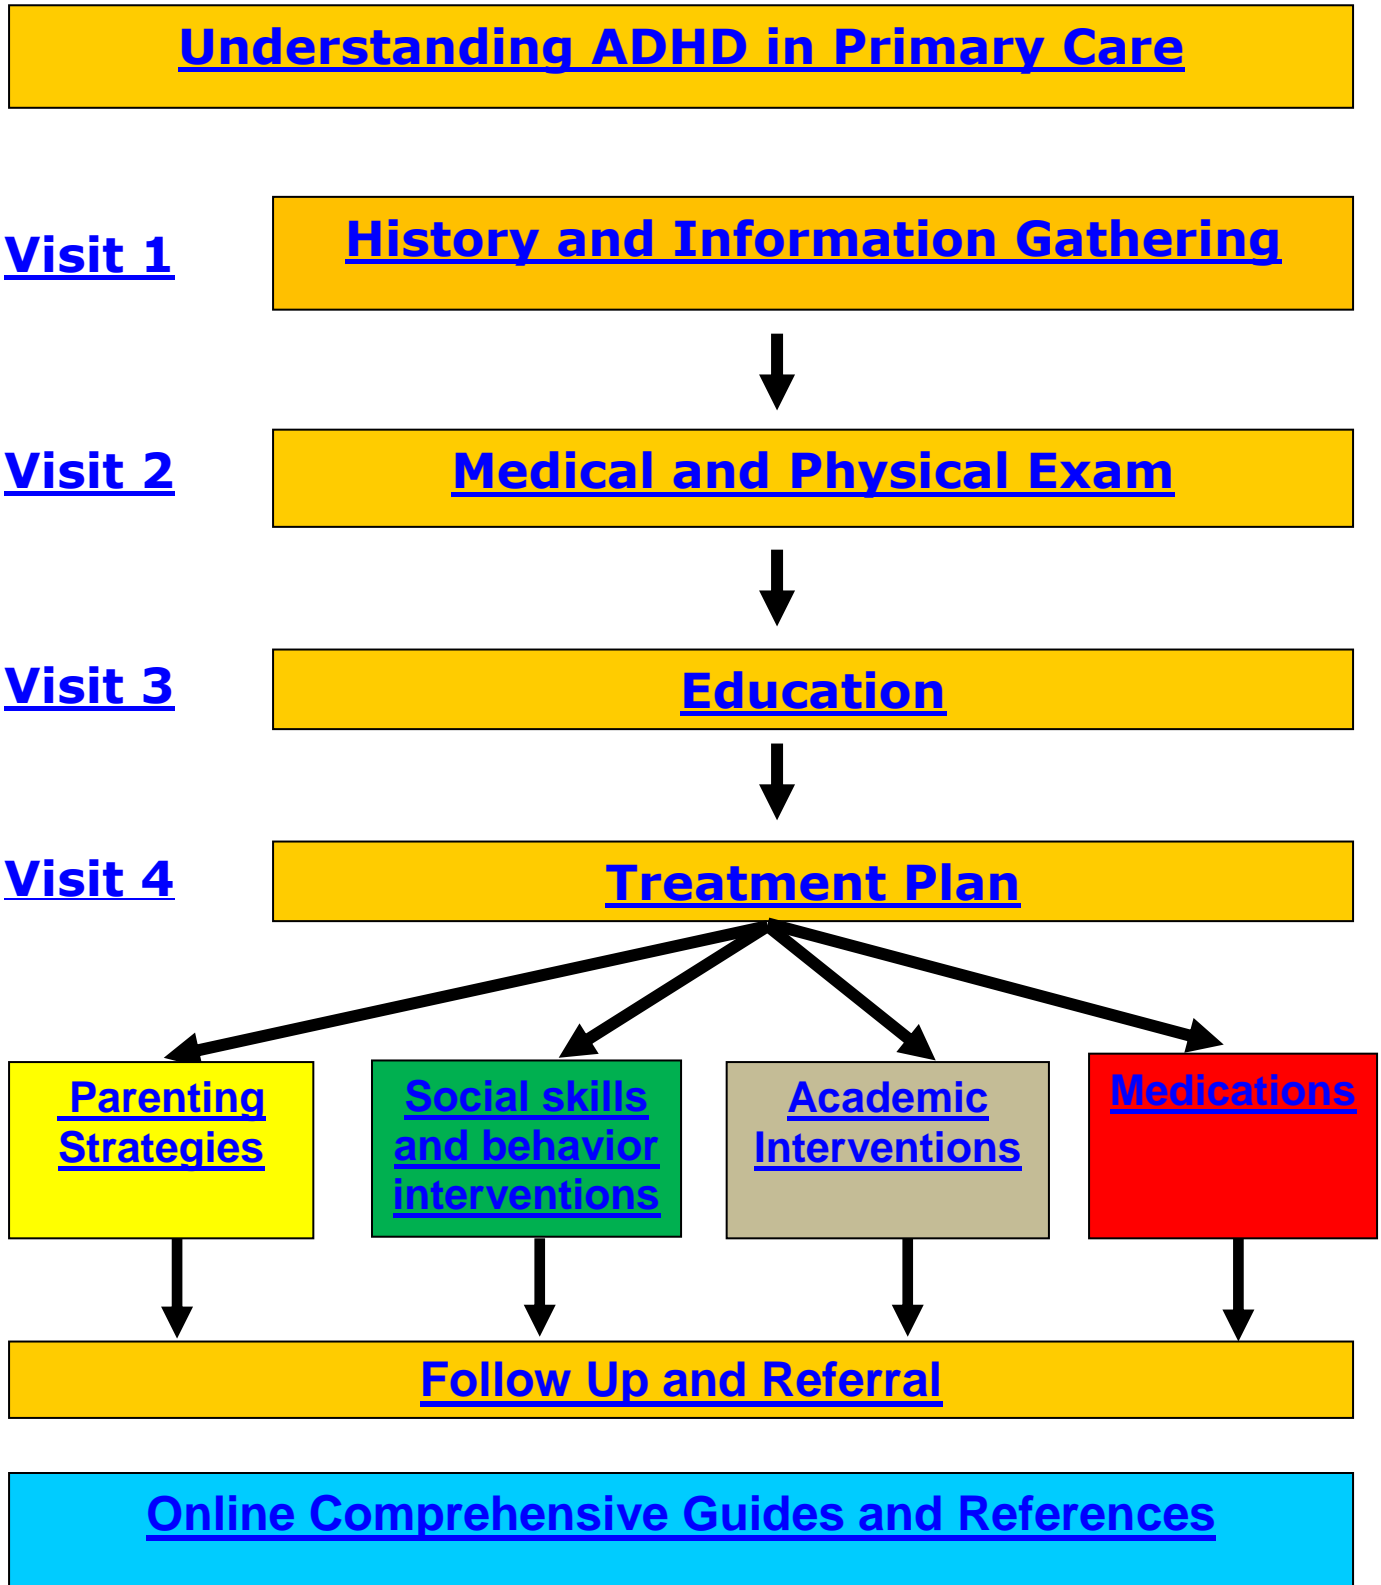 Understanding ADHD in Primary Care
Visit 1
History and Information Gathering
Visit 2
Medical and Physical Exam
Visit 3
Education
Visit 4
Treatment Plan
Parenting
Strategies
Social skills
and behavior
interventions
Academic
Interventions
Medications
Follow Up and Referral
Online Comprehensive Guides and References